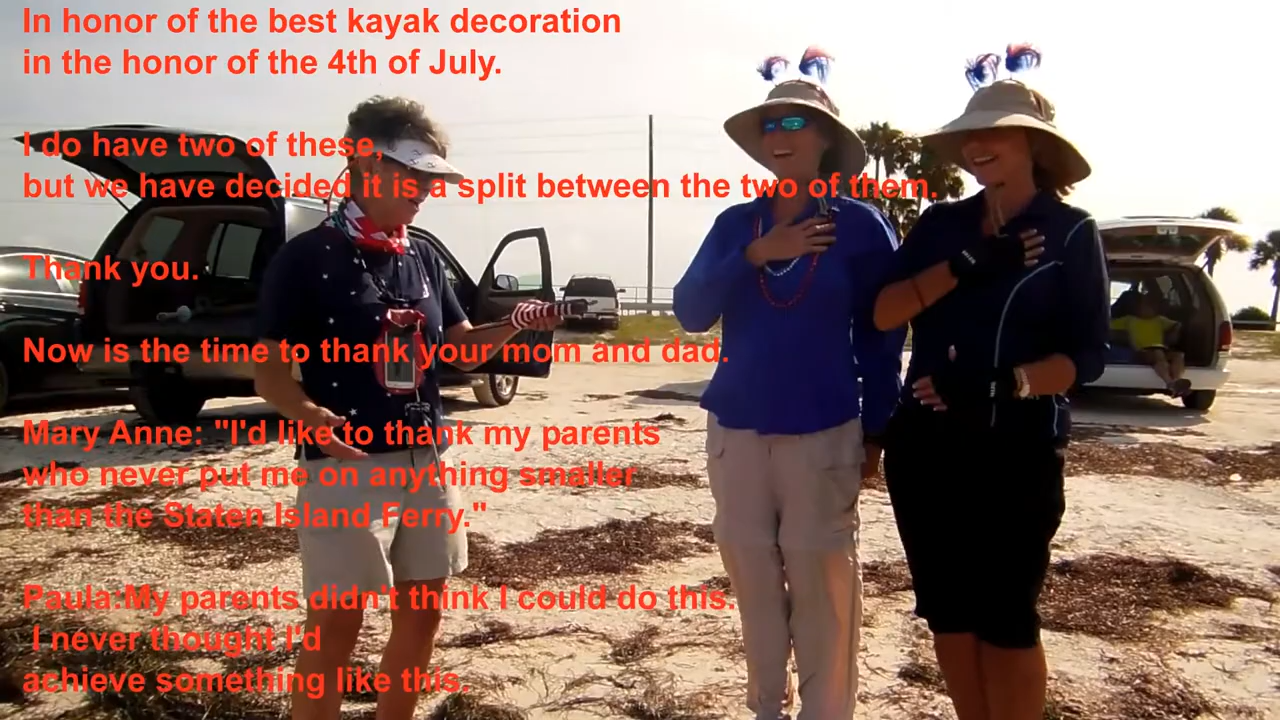 In honor of the best kayak decoration
in the honor of the 4th of July.
I do have two of these,
but we have decided it is a split between the two of them.
Thank you.
Now is the time to thank your mom and dad.
Mary Anne: "I'd like to thank my parents
who never put me on anything smaller
than the Staten Island Ferry."
Paula:My parents didn't think I could do this.
I never thought I'd
achieve something like this.